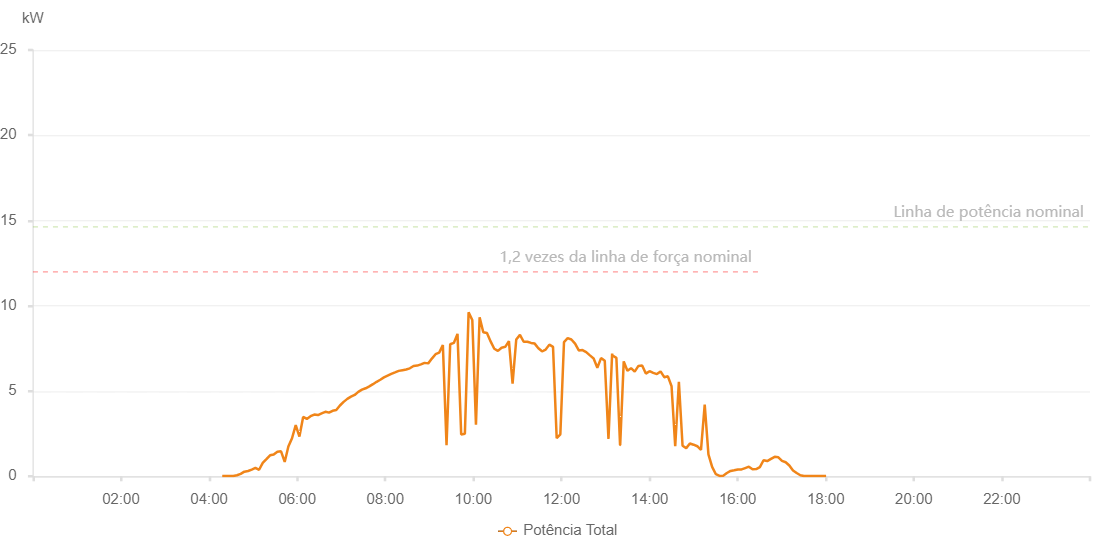 kW
25
20
15
Linha de potência nominal
1,2 vezes da linha de força nominal
10
5
0
02:00 04:00 06:00 08:00 10:00 12:00 14:00 16:00 18:00 20:00 22:00
Potência Total